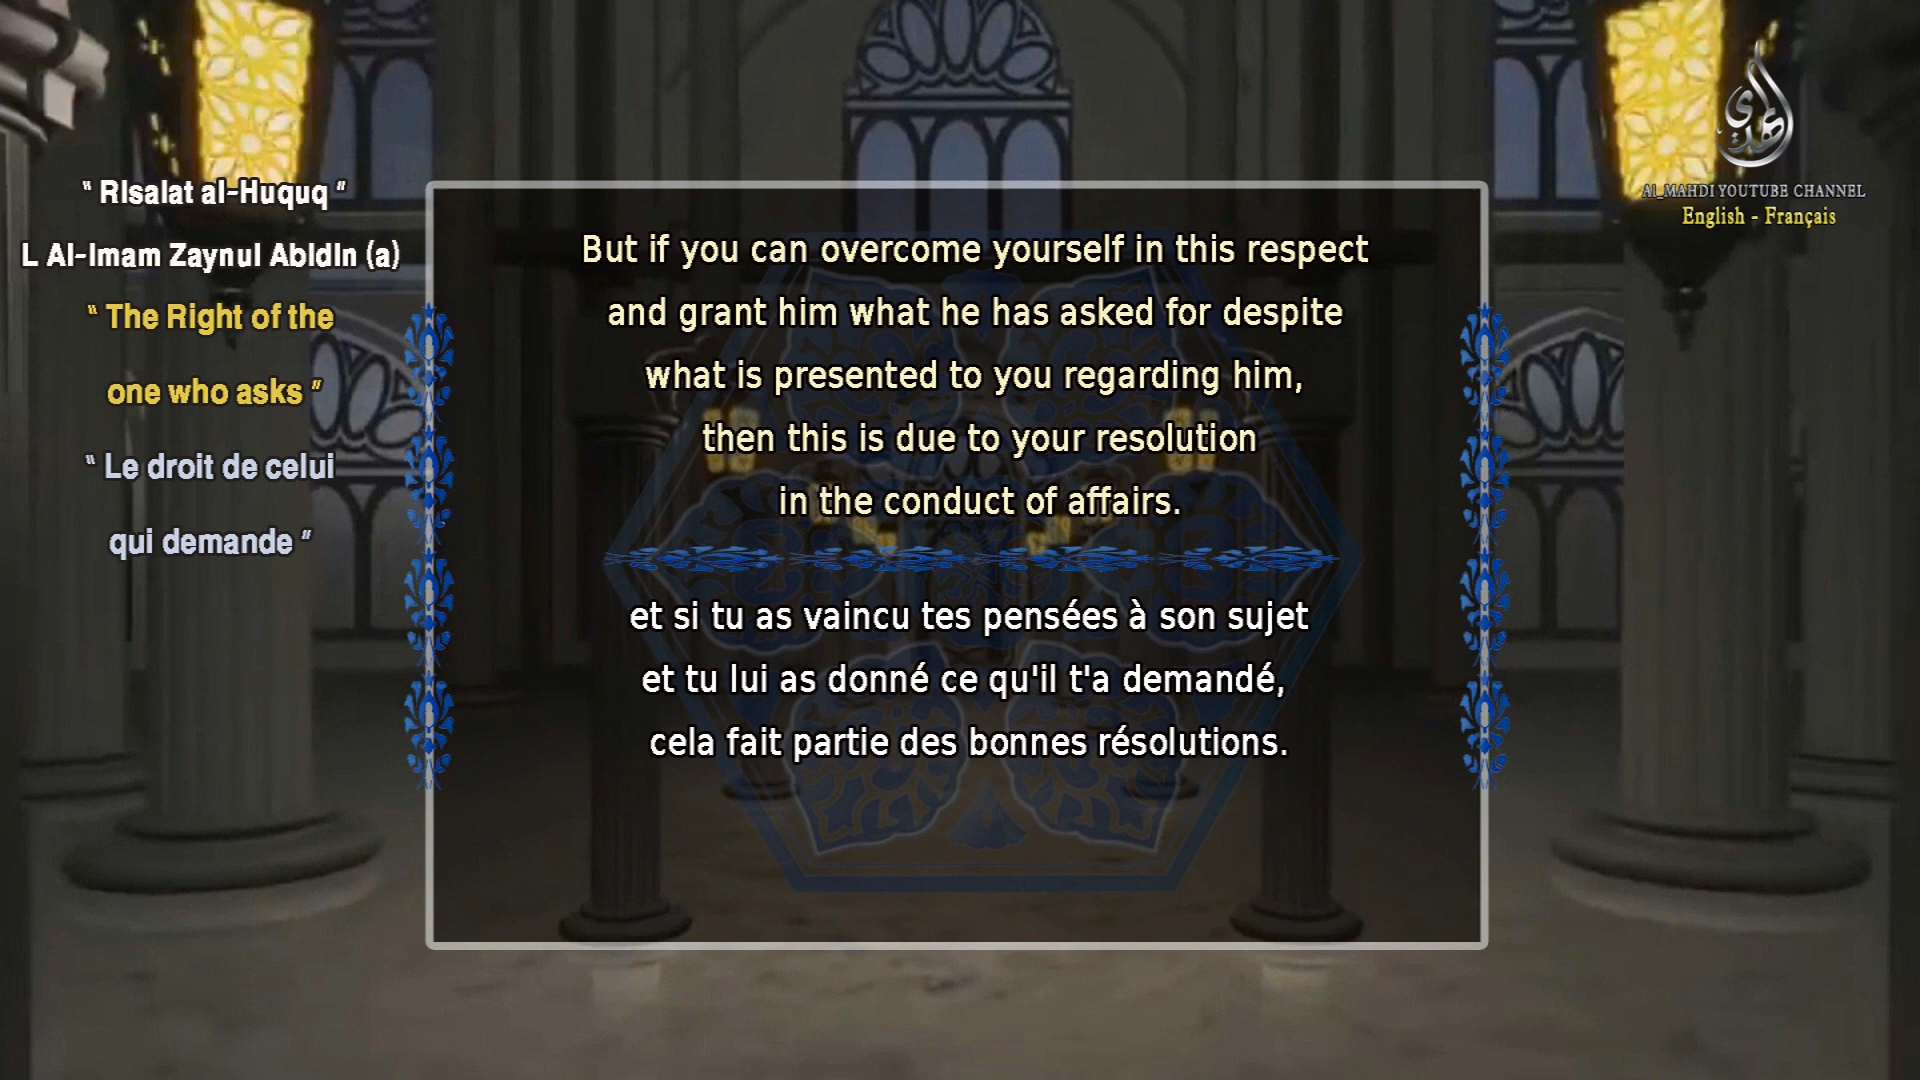 " RIsalat al-Huquq "
L Al-Imam Zaynul AbIdIn (a)
" The Right of the
one who asks "
" Le droit de celui
qui demande "
But if you can overcome yourself in this respect
and grant him what he has asked for despite
what is presented to you regarding him,
then this is due to your resolution
in the conduct of affairs.
et si tu as vaincu tes pensées à son sujet
et tu lui as donné ce qu'il t'a demandé,
cela fait partie des bonnes résolutions.
المهدي
Al_MAHDI YOUTUBE CHANNEL
English - Français